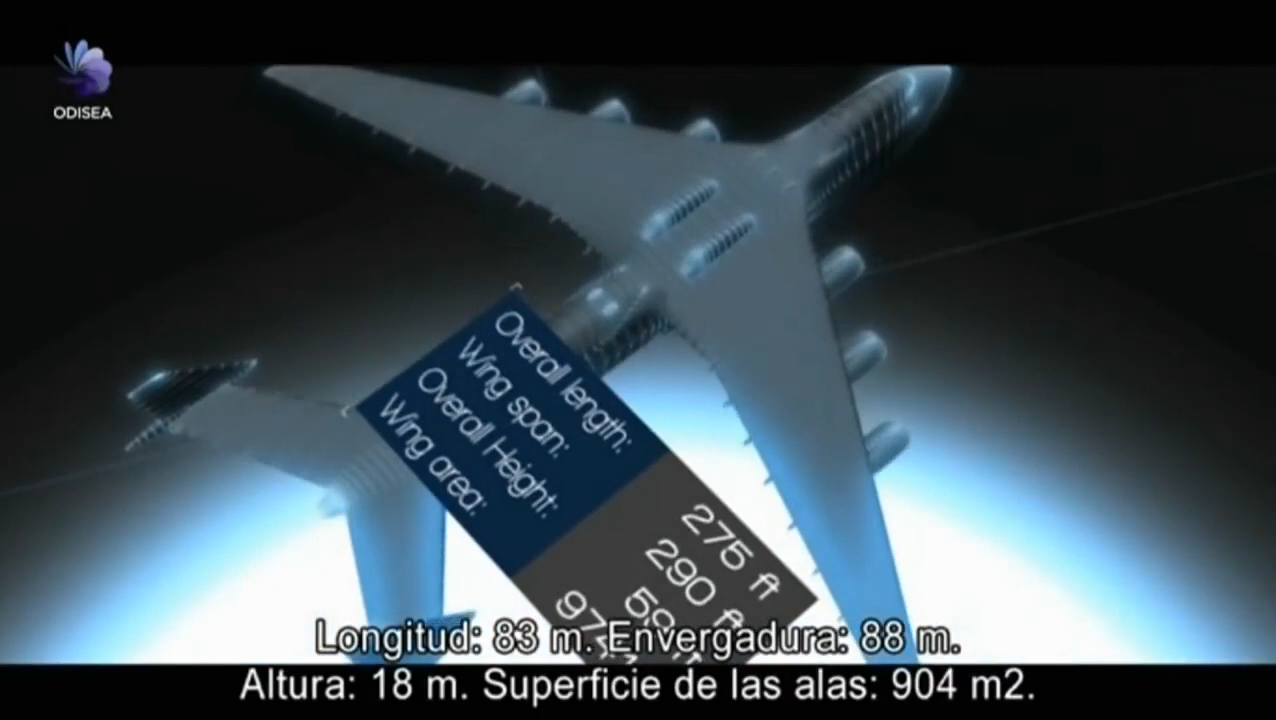 ODISEA
Overall length:
Wing span:
Overall Height:
Wing area:
275 ft
290 ft
Longitud: 83 m. Envergadura: 88 m.
Altura: 18 m. Superficie de las alas: 904 m2.